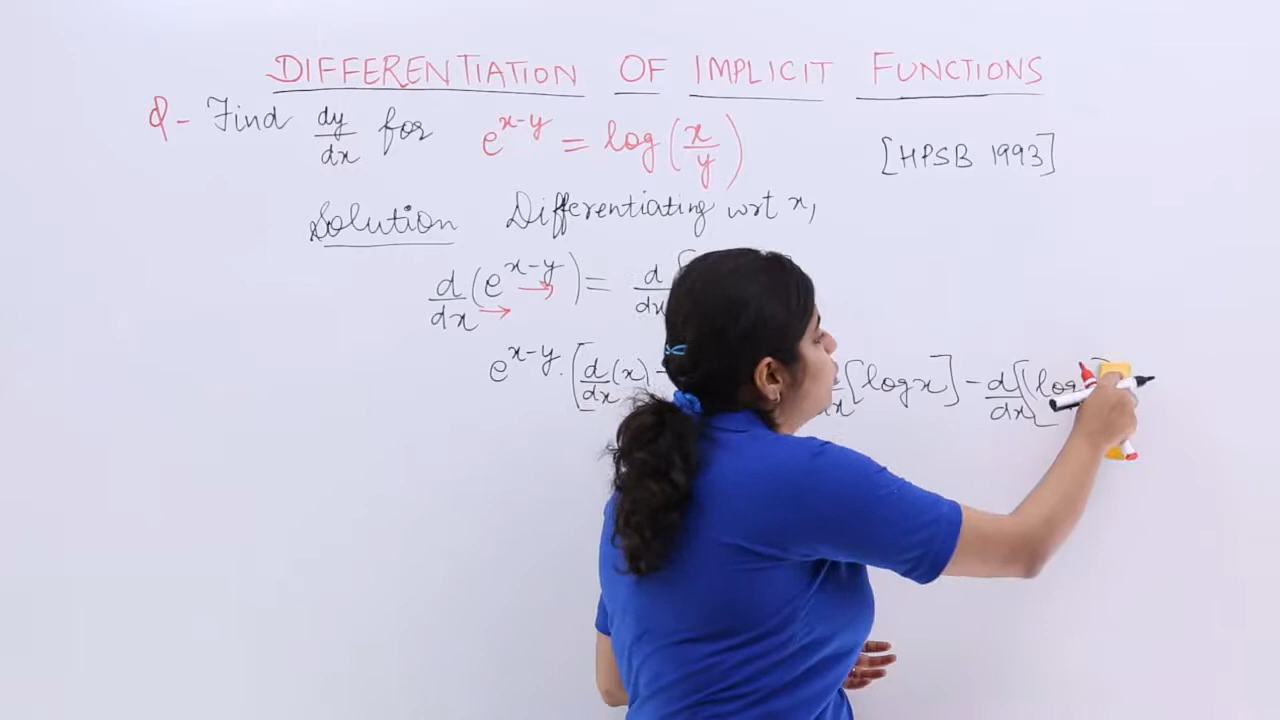 DIFFERENTIATION OF IMPLICIT FUNCTIONS
Q- Find dy/dx for e^(x-y) = log(x/y) [HPSB 1993]
Solution Differentiating wrt x,
d/dx (e^(x-y)) = d/dx
e^(x-y) . [d/dx (x) - [log x] - d/dx [log